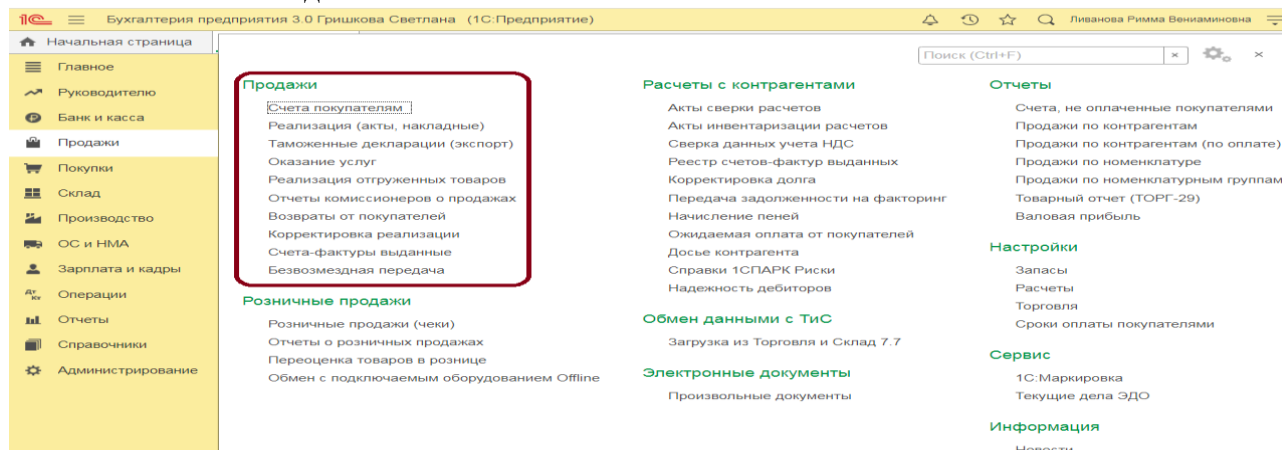 1С Бухгалтерия предприятия 3.0 Гришкова Светлана (1С:Предприятие) Ливанова Римма Вениаминовна
Начальная страница
Поиск (Ctrl+F) × ×
Главное
Руководителю
Банк и касса
Продажи
Покупки
Склад
Производство
ОС и НМА
Зарплата и кадры
Операции
Отчеты
Справочники
Администрирование
Продажи
Счета покупателям
Реализация (акты, накладные)
Таможенные декларации (экспорт)
Оказание услуг
Реализация отгруженных товаров
Отчеты комиссионеров о продажах
Возвраты от покупателей
Корректировка реализации
Счета-фактуры выданные
Безвозмездная передача
Розничные продажи
Розничные продажи (чеки)
Отчеты о розничных продажах
Переоценка товаров в рознице
Обмен с подключаемым оборудованием Offline
Расчеты с контрагентами
Акты сверки расчетов
Акты инвентаризации расчетов
Сверка данных учета НДС
Реестр счетов-фактур выданных
Корректировка долга
Передача задолженности на факторинг
Начисление пеней
Ожидаемая оплата от покупателей
Досье контрагента
Справки 1СПАРК Риски
Надежность дебиторов
Обмен данными с ТиС
Загрузка из Торговля и Склад 7.7
Электронные документы
Произвольные документы
Отчеты
Счета, не оплаченные покупателями
Продажи по контрагентам
Продажи по контрагентам (по оплате)
Продажи по номенклатуре
Продажи по номенклатурным группам
Товарный отчет (ТОРГ-29)
Валовая прибыль
Настройки
Запасы
Расчеты
Торговля
Сроки оплаты покупателями
Сервис
1С:Маркировка
Текущие дела ЭДО
Информация
Новости